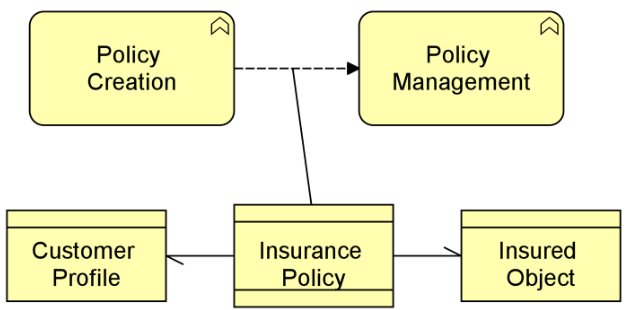 Policy
Creation
Policy
Management
Customer
Profile
Insurance
Policy
Insured
Object